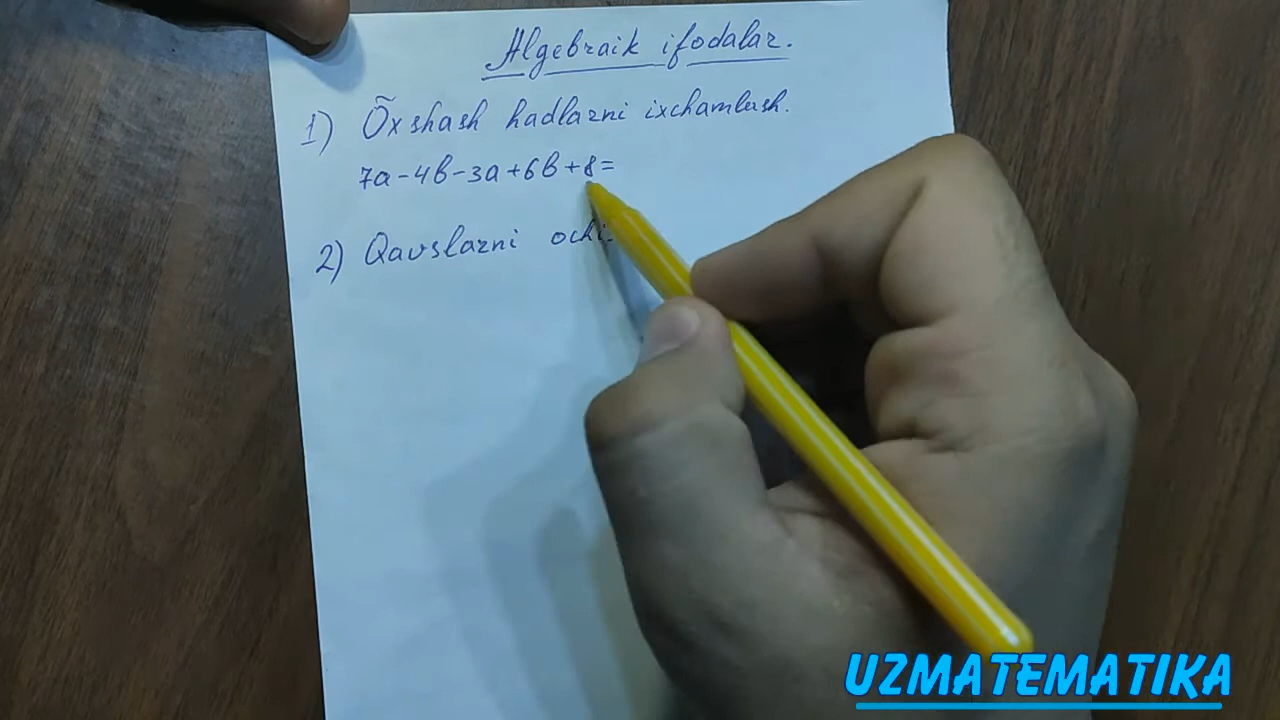 Algebraik ifodalar.
1) Õxshash hadlarni ixchamlash.
7a-4b-3a+6b+8=
2) Qavslarni
UZMATEMATIKA